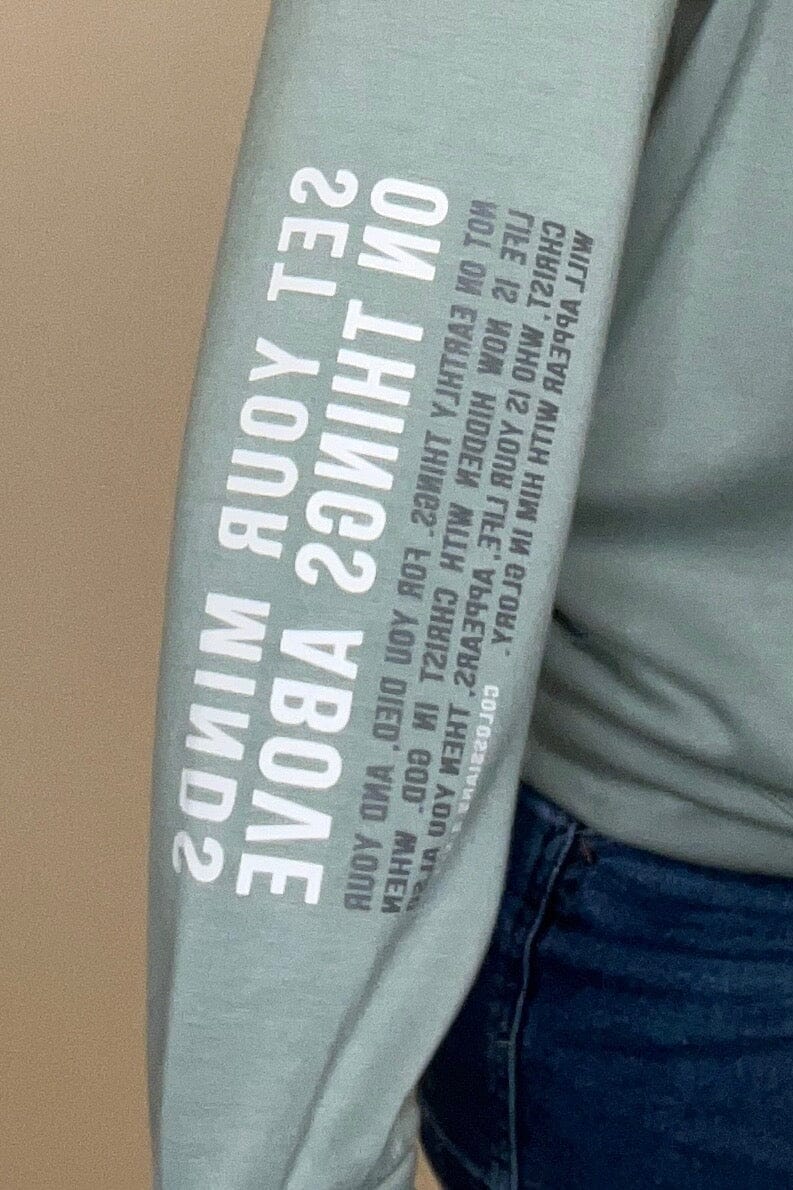 SET YOUR MINDS
ON THINGS ABOVE
NOT ON EARTHLY THINGS. FOR YOU DIED, AND YOUR
LIFE IS NOW HIDDEN WITH CHRIST IN GOD. WHEN
CHRIST, WHO IS YOUR LIFE, APPEARS, THEN YOU ALSO
WILL APPEAR WITH HIM IN GLORY.